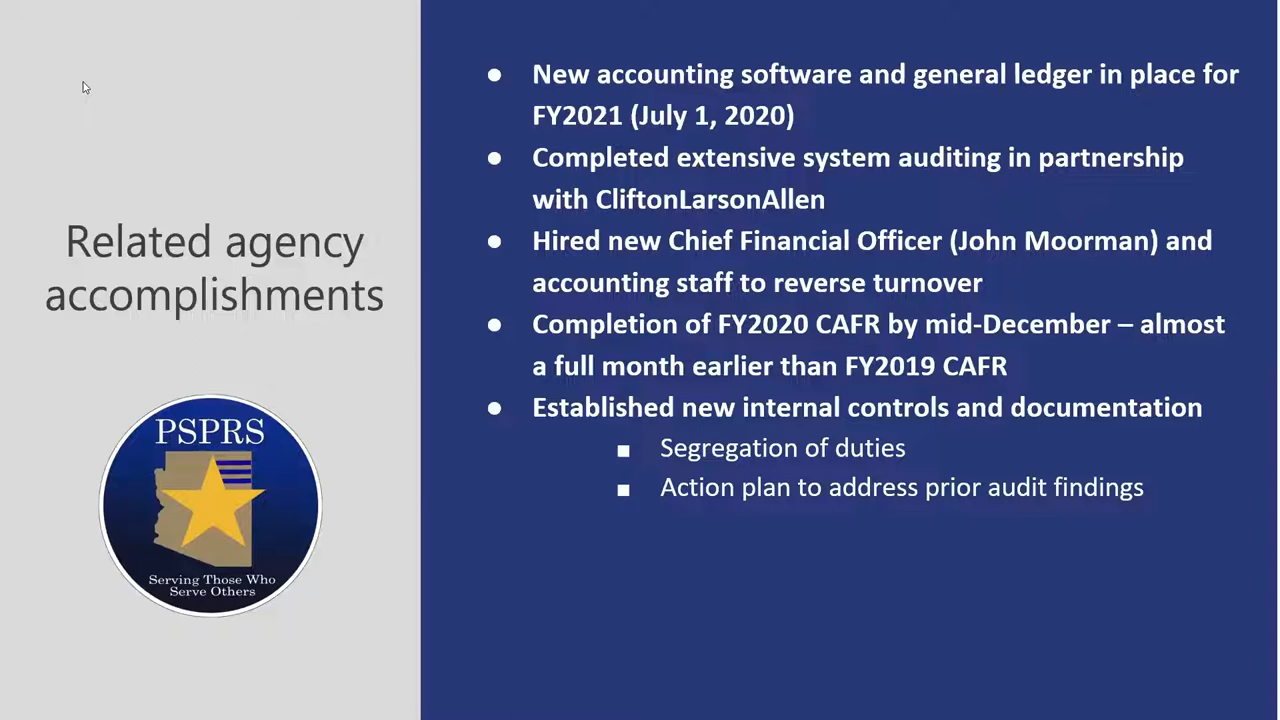 Related agency
accomplishments
PSPRS
Serving Those Who
Serve Others
● New accounting software and general ledger in place for
FY2021 (July 1, 2020)
● Completed extensive system auditing in partnership
with CliftonLarsonAllen
● Hired new Chief Financial Officer (John Moorman) and
accounting staff to reverse turnover
● Completion of FY2020 CAFR by mid-December – almost
a full month earlier than FY2019 CAFR
● Established new internal controls and documentation
■ Segregation of duties
■ Action plan to address prior audit findings